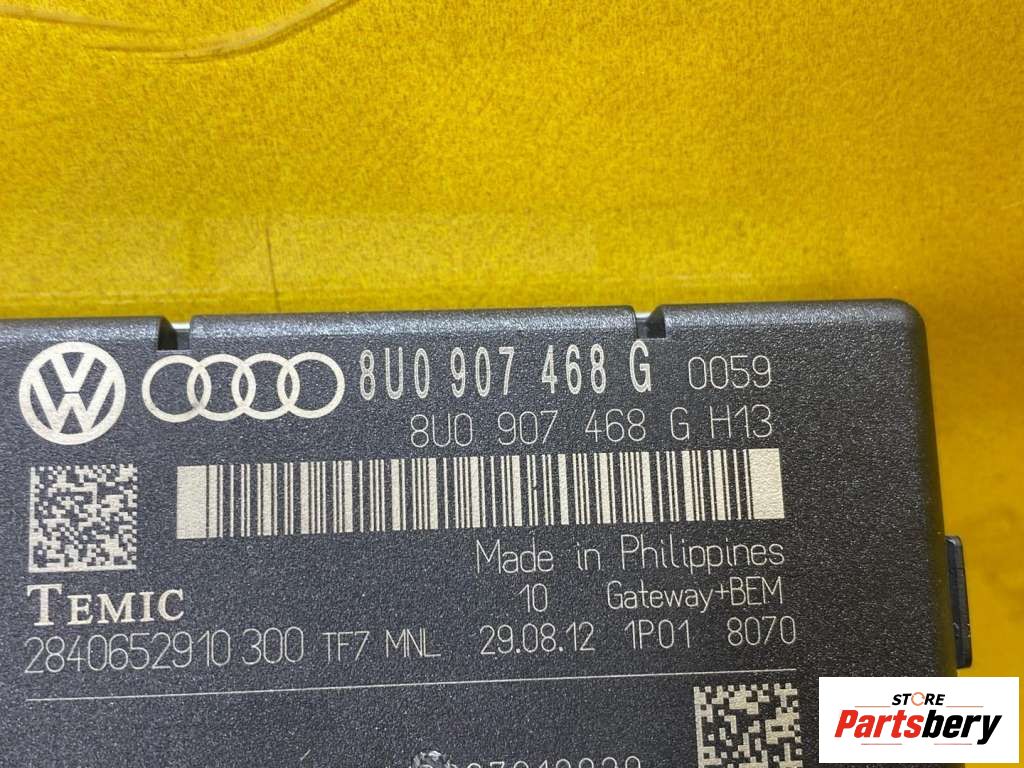 8U0 907 468 G 0059
8U0 907 468 G H13
Made in Philippines
TEMIC
10 Gateway+BEM
2840652910 300 TF7 MNL 29.08.12 1P01 8070
STORE
Partsbery